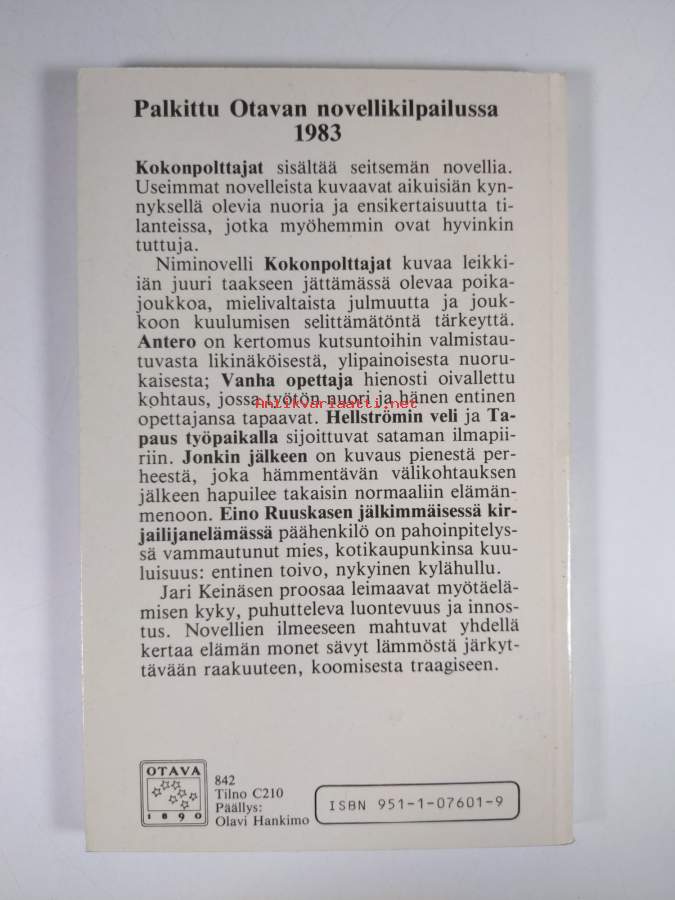 Palkittu Otavan novellikilpailussa
1983
Kokonpolttajat sisältää seitsemän novellia.
Useimmat novelleista kuvaavat aikuisiän kyn-
nyksellä olevia nuoria ja ensikertaisuutta ti-
lanteissa, jotka myöhemmin ovat hyvinkin
tuttuja.
Niminovelli Kokonpolttajat kuvaa leikki-
iän juuri taakseen jättämässä olevaa poika-
joukkoa, mielivaltaista julmuutta ja jouk-
koon kuulumisen selittämätöntä tärkeyttä.
Antero on kertomus kutsuntoihin valmistau-
tuvasta likinäköisestä, ylipainoisesta nuoru-
kaisesta; Vanha opettaja hienosti oivallettu
kohtaus, jossa työtön nuori ja hänen entinen
Antikvariaatti.net
opettajansa tapaavat. Hellströmin veli ja Ta-
paus työpaikalla sijoittuvat sataman ilmapii-
riin. Jonkin jälkeen on kuvaus pienestä per-
heestä, joka hämmentävän välikohtauksen
jälkeen hapuilee takaisin normaaliin elämän-
menoon. Eino Ruuskasen jälkimmäisessä kir-
jailijanelämässä päähenkilö on pahoinpitelys-
sä vammautunut mies, kotikaupunkinsa kuu-
luisuus: entinen toivo, nykyinen kylähullu.
Jari Keinäsen proosaa leimaavat myötäelä-
misen kyky, puhutteleva luontevuus ja innos-
tus. Novellien ilmeeseen mahtuvat yhdellä
kertaa elämän monet sävyt lämmöstä järkyt-
tävään raakuuteen, koomisesta traagiseen.
OTAVA
1890
842
Tilno C210
Päällys:
Olavi Hankimo
ISBN 951-1-07601-9